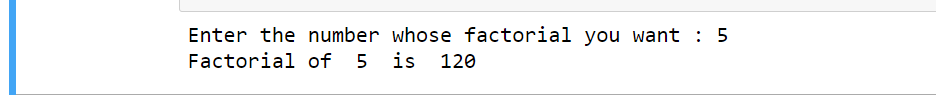 Enter the number whose factorial you want : 5
Factorial of  5  is  120